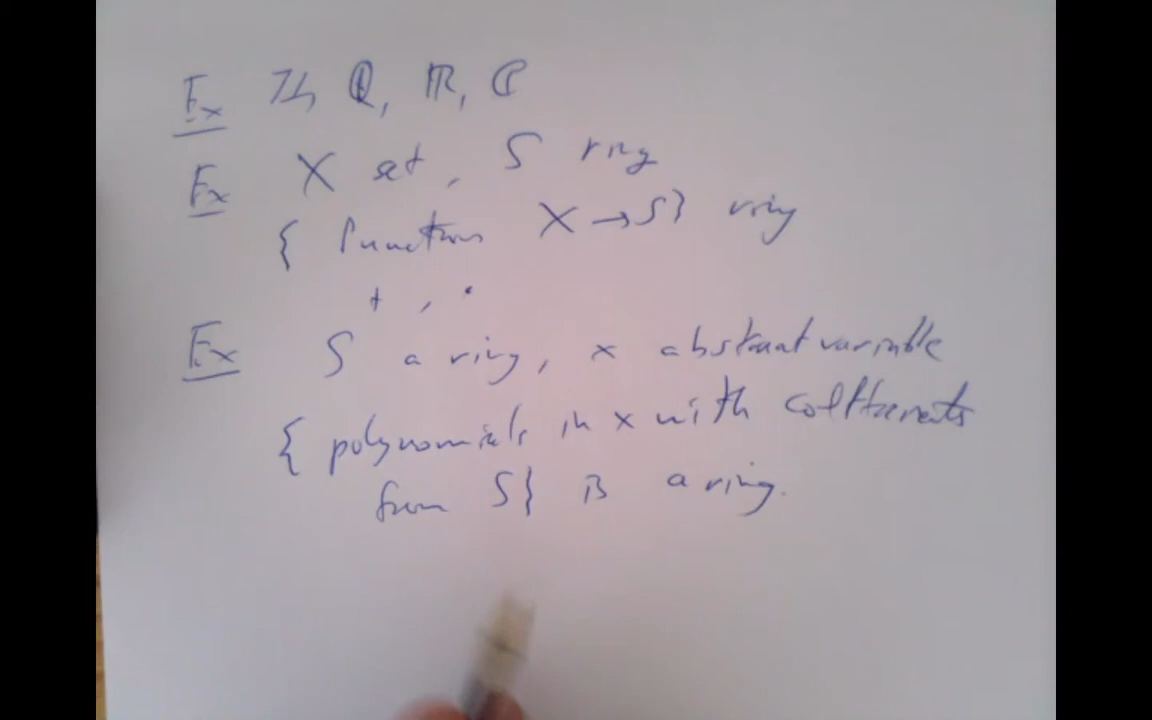 Ex ℤ, ℚ, ℝ, ℂ
Ex X set, S ring
{ functions X → S} ring
+ , ·
Ex S a ring, x abstract variable
{ polynomials in x with coefficients
from S} is a ring.